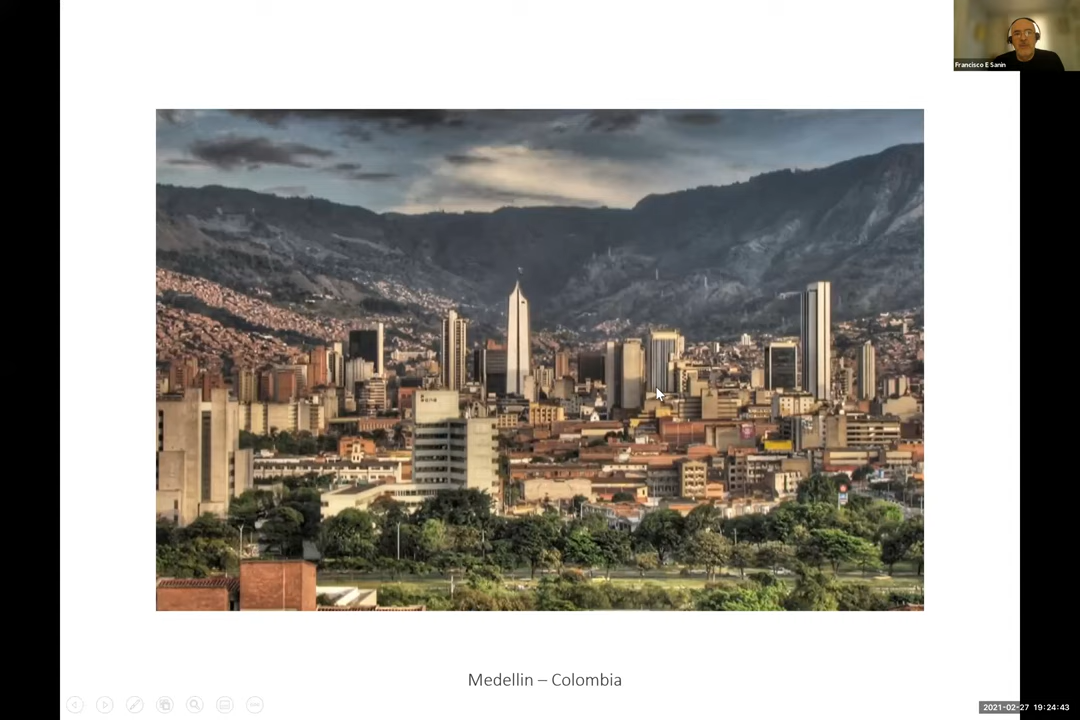 Francisco E Sanin
Medellin – Colombia
2021-02-27 19:24:43